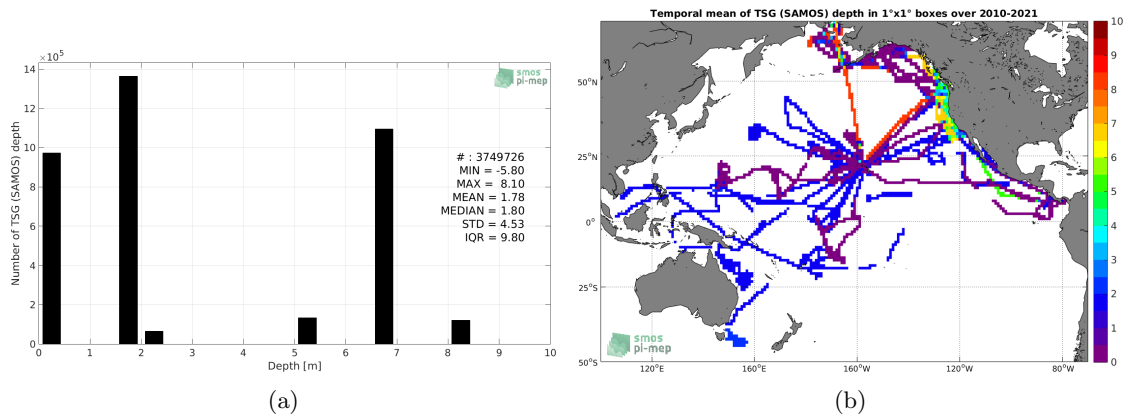 ×10⁵
14
12
10
8
6
4
2
0
Number of TSG (SAMOS) depth
smos
pi-mep
# : 3749726
MIN = -5.80
MAX = 8.10
MEAN = 1.78
MEDIAN = 1.80
STD = 4.53
IQR = 9.80
0 1 2 3 4 5 6 7 8 9 10
Depth [m]
(a)
Temporal mean of TSG (SAMOS) depth in 1°x1° boxes over 2010-2021
50°N
25°N
0°
25°S
50°S
120°E 160°E 160°W 120°W 80°W
smos
pi-mep
10
9
8
7
6
5
4
3
2
1
0
(b)